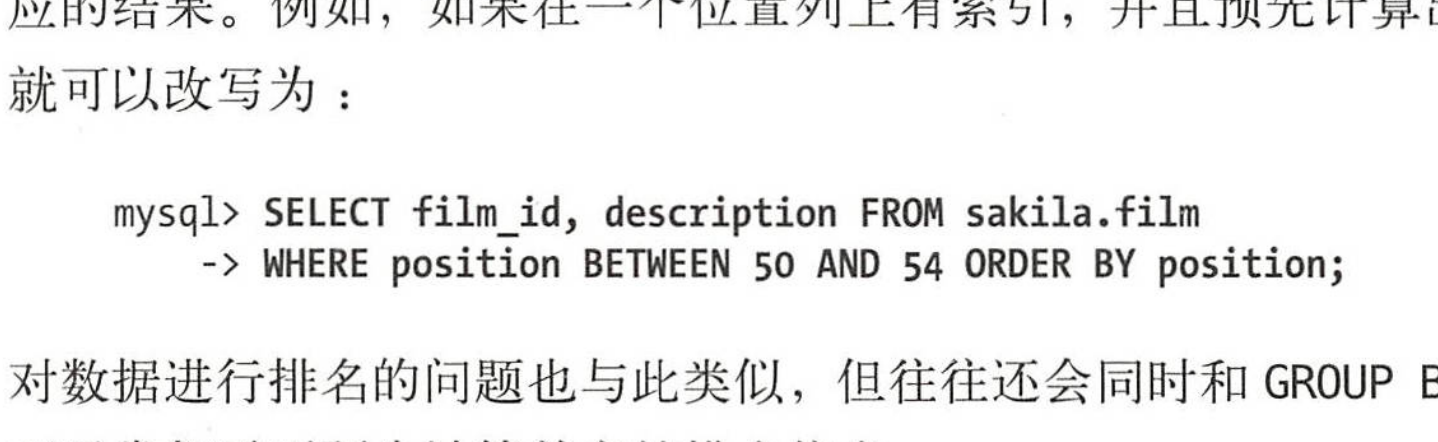 应的结果。例如，如果在一个位置列上有索引，并且预先计算出
就可以改写为：
mysql> SELECT film_id, description FROM sakila.film
-> WHERE position BETWEEN 50 AND 54 ORDER BY position;
对数据进行排名的问题也与此类似，但往往还会同时和 GROUP B